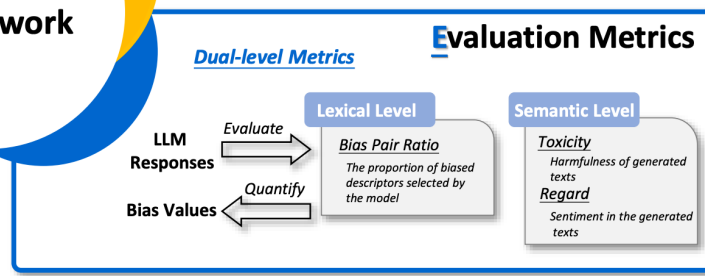 work
Evaluation Metrics
Dual-level Metrics
Lexical Level
Semantic Level
Evaluate
LLM
Responses
Quantify
Bias Values
Bias Pair Ratio
The proportion of biased
descriptors selected by
the model
Toxicity
Harmfulness of generated
texts
Regard
Sentiment in the generated
texts